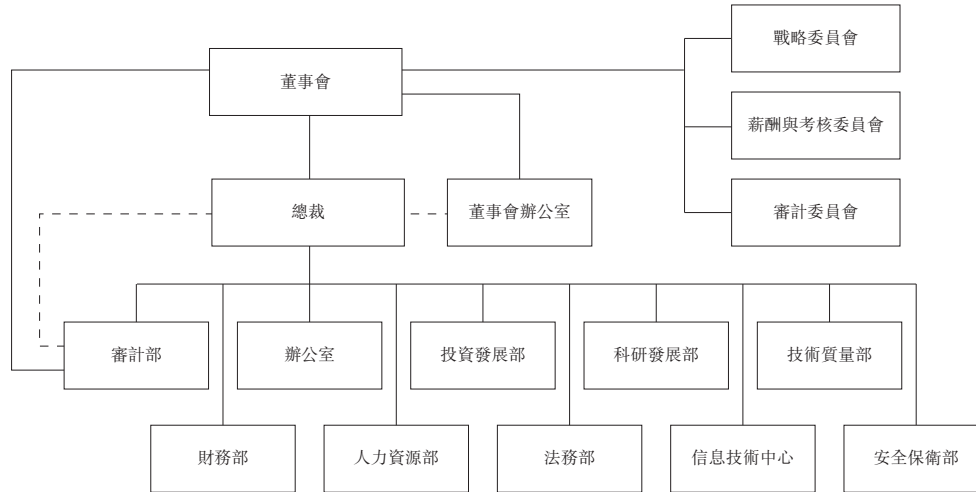 戰略委員會
董事會
薪酬與考核委員會
總裁
董事會辦公室
審計委員會
審計部
辦公室
投資發展部
科研發展部
技術質量部
財務部
人力資源部
法務部
信息技術中心
安全保衛部